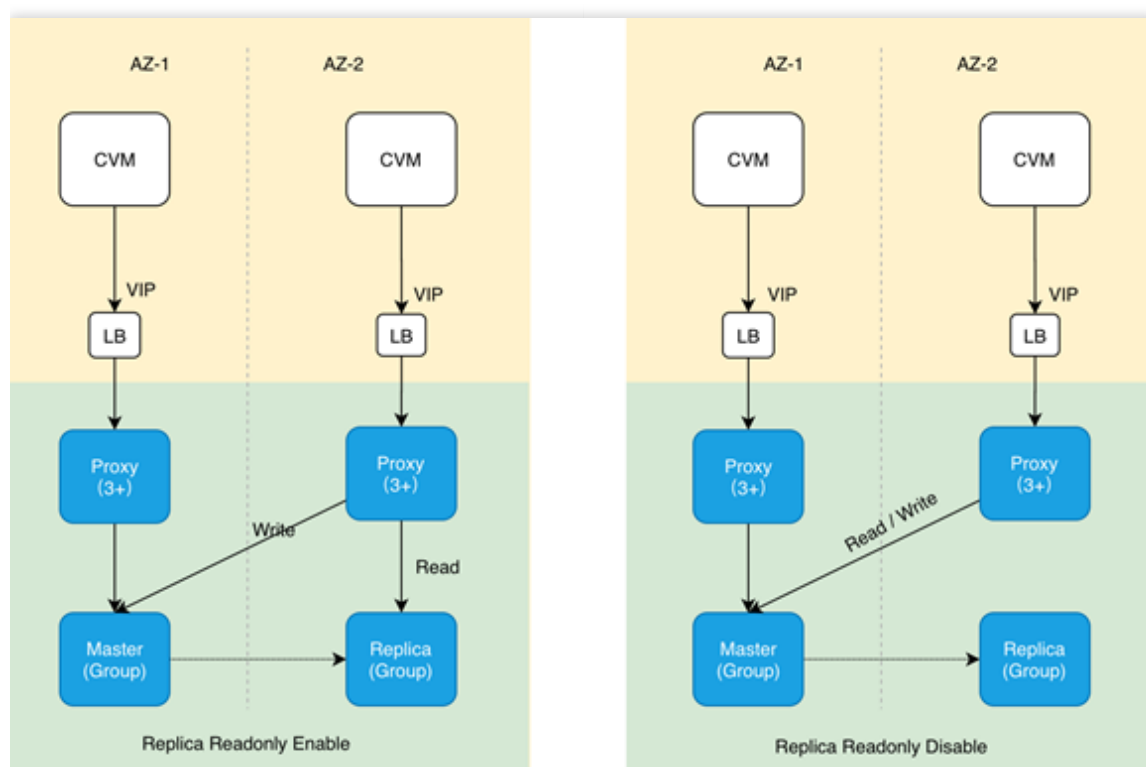 AZ-1
AZ-2
CVM
CVM
VIP
VIP
LB
LB
Proxy
(3+)
Proxy
(3+)
Write
Read
Master
(Group)
Replica
(Group)
Replica Readonly Enable
AZ-1
AZ-2
CVM
CVM
VIP
VIP
LB
LB
Proxy
(3+)
Proxy
(3+)
Read / Write
Master
(Group)
Replica
(Group)
Replica Readonly Disable